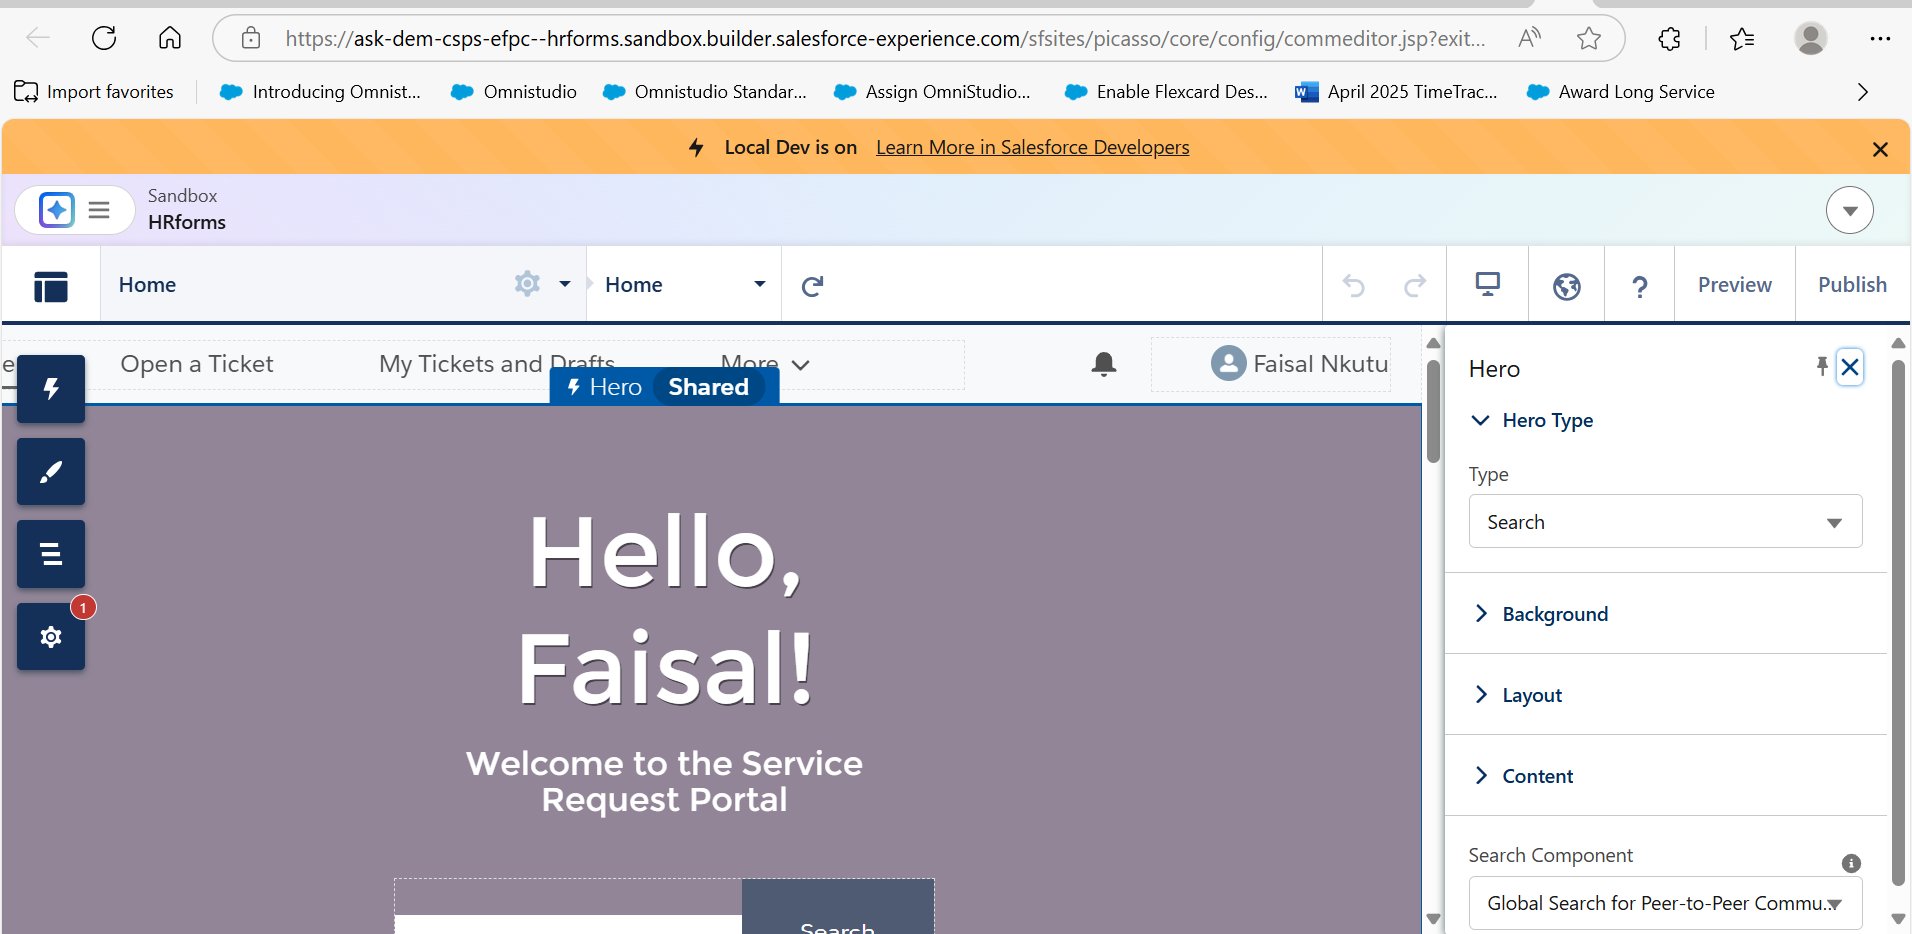 https://ask-dem-csps-efpc--hrforms.sandbox.builder.salesforce-experience.com/sfsites/picasso/core/config/commeditor.jsp?exit...
Import favorites
Introducing Omnist...
Omnistudio
Omnistudio Standar...
Assign OmniStudio...
Enable Flexcard Des...
April 2025 TimeTrac...
Award Long Service
Local Dev is on Learn More in Salesforce Developers
Sandbox
HRforms
Home
Home
Preview
Publish
e
Open a Ticket
My Tickets and Drafts
More
Faisal Nkutu
Hero Shared
Hello,
Faisal!
Welcome to the Service
Request Portal
Search
1
Hero
Hero Type
Type
Search
Background
Layout
Content
Search Component
Global Search for Peer-to-Peer Commu...